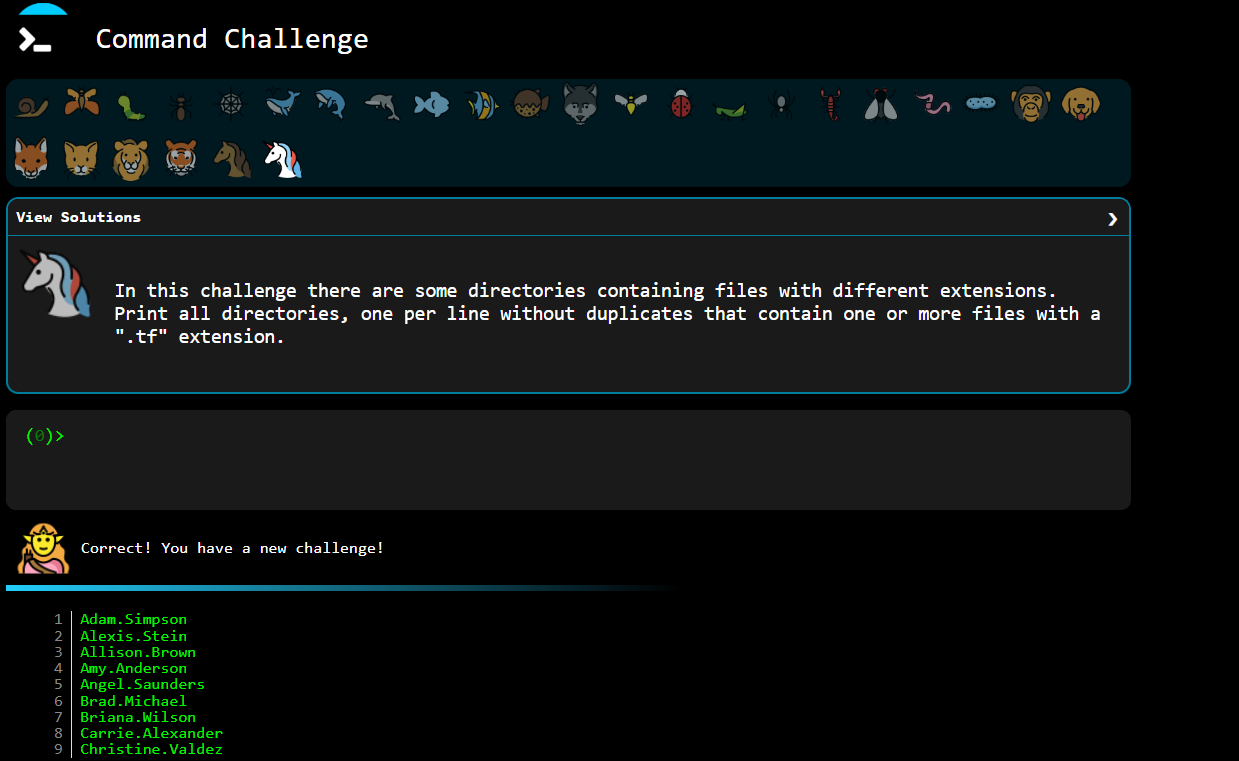 Command Challenge
View Solutions
In this challenge there are some directories containing files with different extensions.
Print all directories, one per line without duplicates that contain one or more files with a
".tf" extension.
(0)>
Correct! You have a new challenge!
1 Adam.Simpson
2 Alexis.Stein
3 Allison.Brown
4 Amy.Anderson
5 Angel.Saunders
6 Brad.Michael
7 Briana.Wilson
8 Carrie.Alexander
9 Christine.Valdez